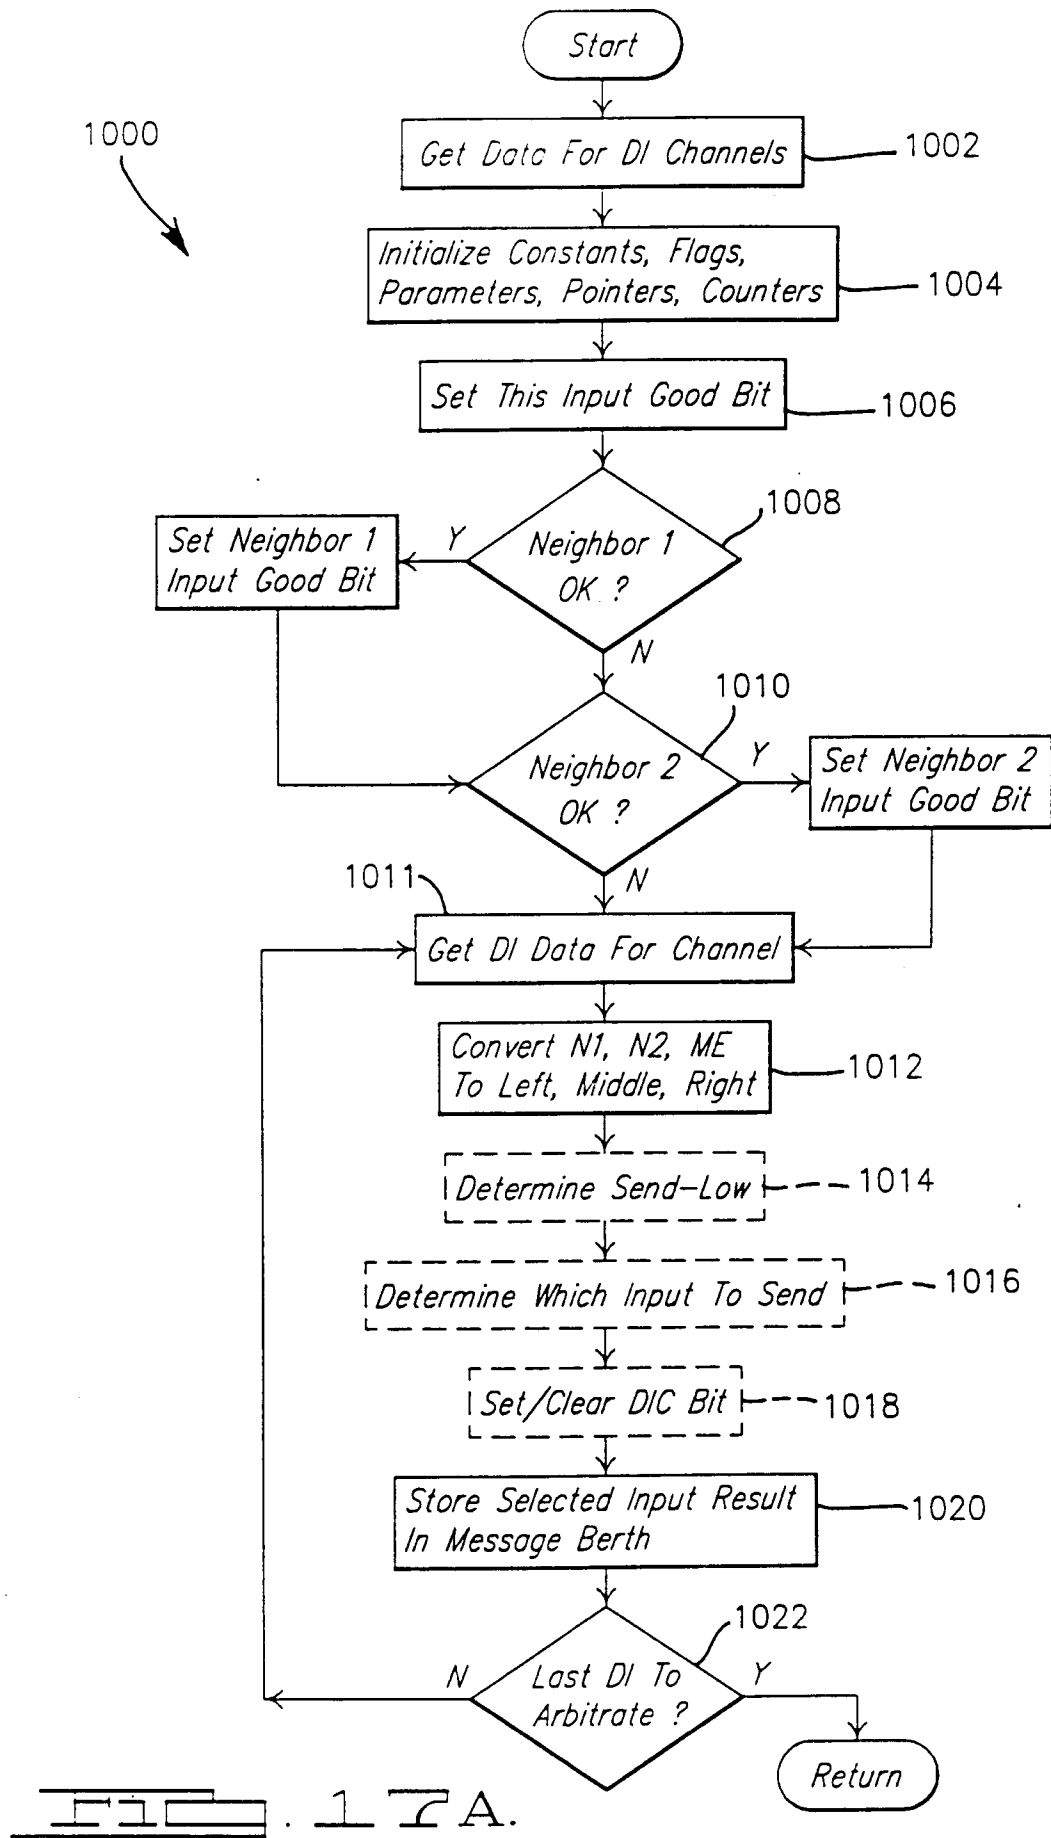 Start
1000
Get Data For DI Channels
1002
Initialize Constants, Flags,
Parameters, Pointers, Counters
1004
Set This Input Good Bit
1006
1008
Set Neighbor 1
Input Good Bit
Y
Neighbor 1
OK ?
N
1010
Neighbor 2
OK ?
Y
Set Neighbor 2
Input Good Bit
N
1011
Get DI Data For Channel
Convert N1, N2, ME
To Left, Middle, Right
1012
Determine Send-Low
1014
Determine Which Input To Send
1016
Set/Clear DIC Bit
1018
Store Selected Input Result
In Message Berth
1020
1022
N
Last DI To
Arbitrate ?
Y
Return
FIG. 17A.